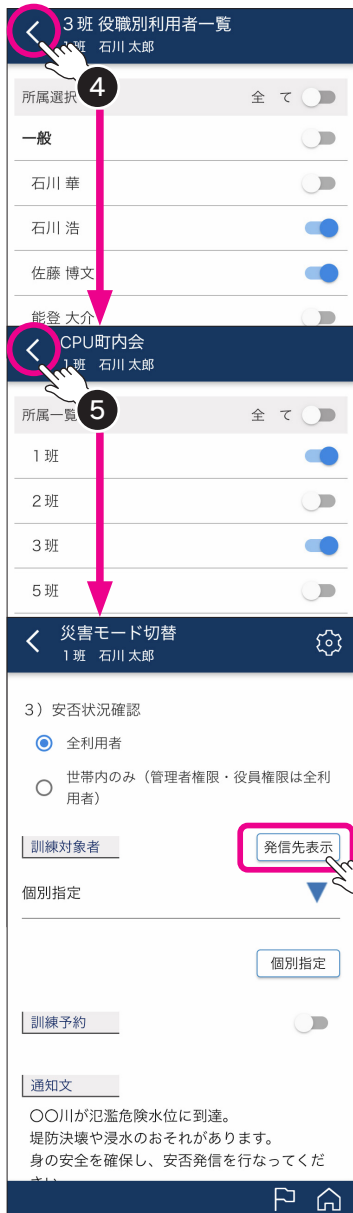 3班 役職別利用者一覧
1班 石川 太郎
4
所属選択
全 て
一般
石川 華
石川 浩
佐藤 博文
能登 大介
CPU町内会
1班 石川 太郎
5
所属一覧
全 て
1班
2班
3班
5班
災害モード切替
1班 石川 太郎
3）安否状況確認
全利用者
世帯内のみ（管理者権限・役員権限は全利
用者）
訓練対象者
発信先表示
個別指定
個別指定
訓練予約
通知文
〇〇川が氾濫危険水位に到達。
堤防決壊や浸水のおそれがあります。
身の安全を確保し、安否発信を行なってくだ